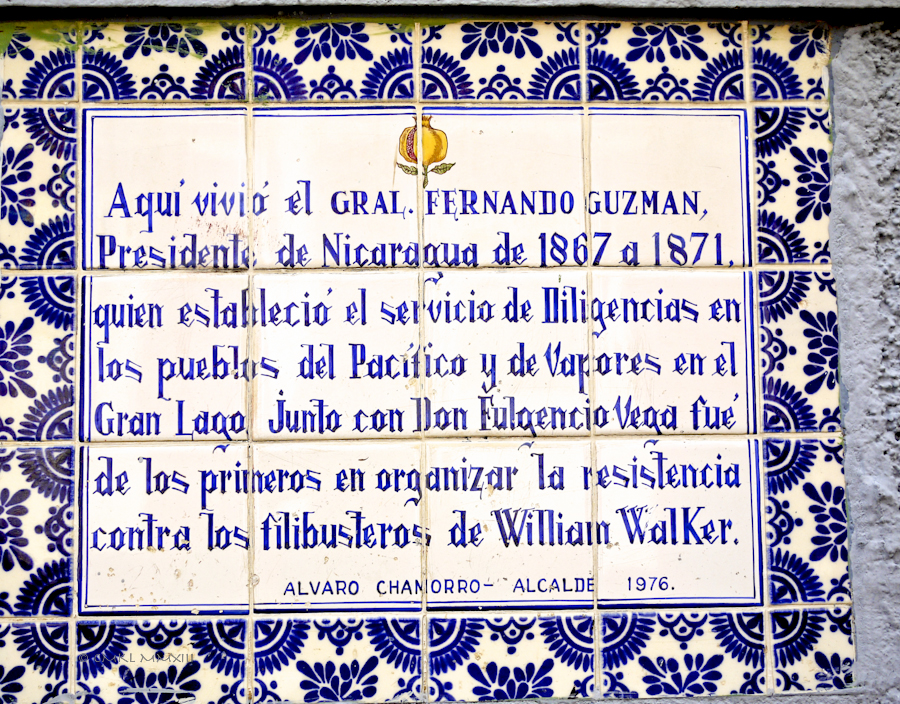 Aquí vivió el GRAL. FERNANDO GUZMAN,
Presidente de Nicaragua de 1867 a 1871,
quien estableció el servicio de Diligencias en
los pueblos del Pacífico y de Vapores en el
Gran Lago. Junto con Don Fulgencio Vega fué
de los primeros en organizar la resistencia
contra los filibusteros de William Walker.
ALVARO CHAMORRO- ALCALDE 1976.